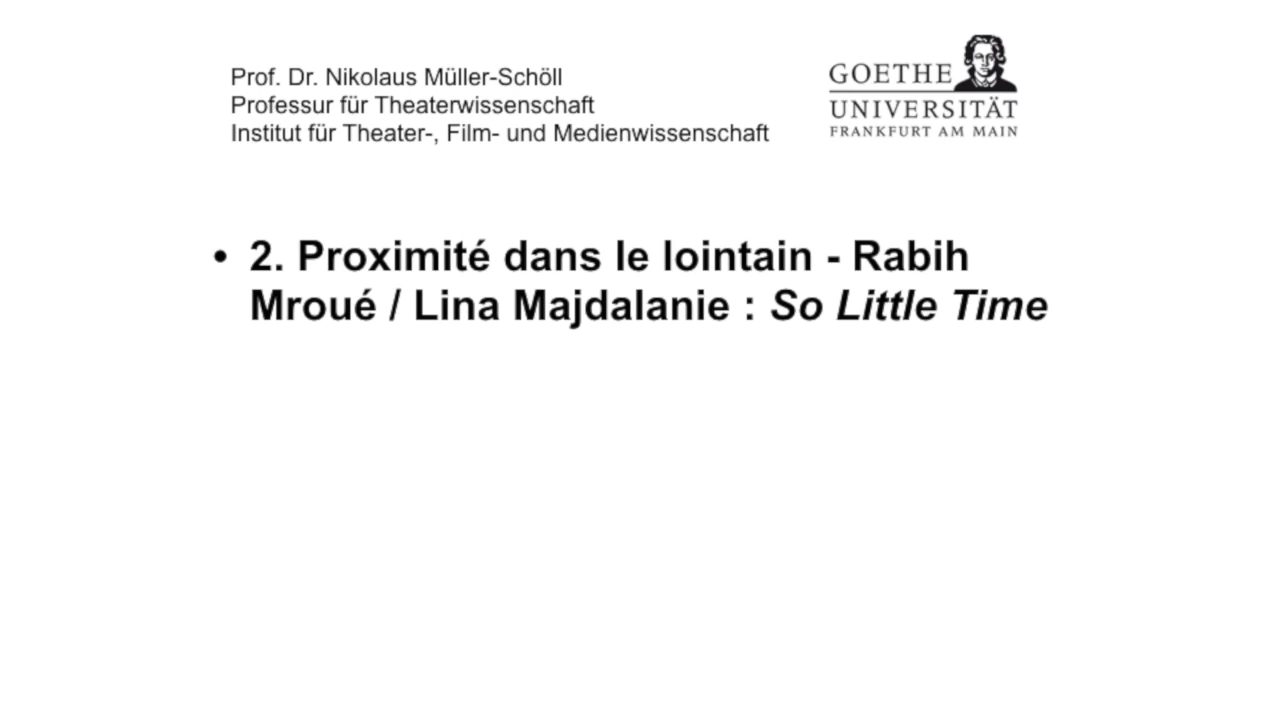 Prof. Dr. Nikolaus Müller-Schöll
Professur für Theaterwissenschaft
Institut für Theater-, Film- und Medienwissenschaft
GOETHE
UNIVERSITÄT
FRANKFURT AM MAIN
• 2. Proximité dans le lointain - Rabih
Mroué / Lina Majdalanie : So Little Time